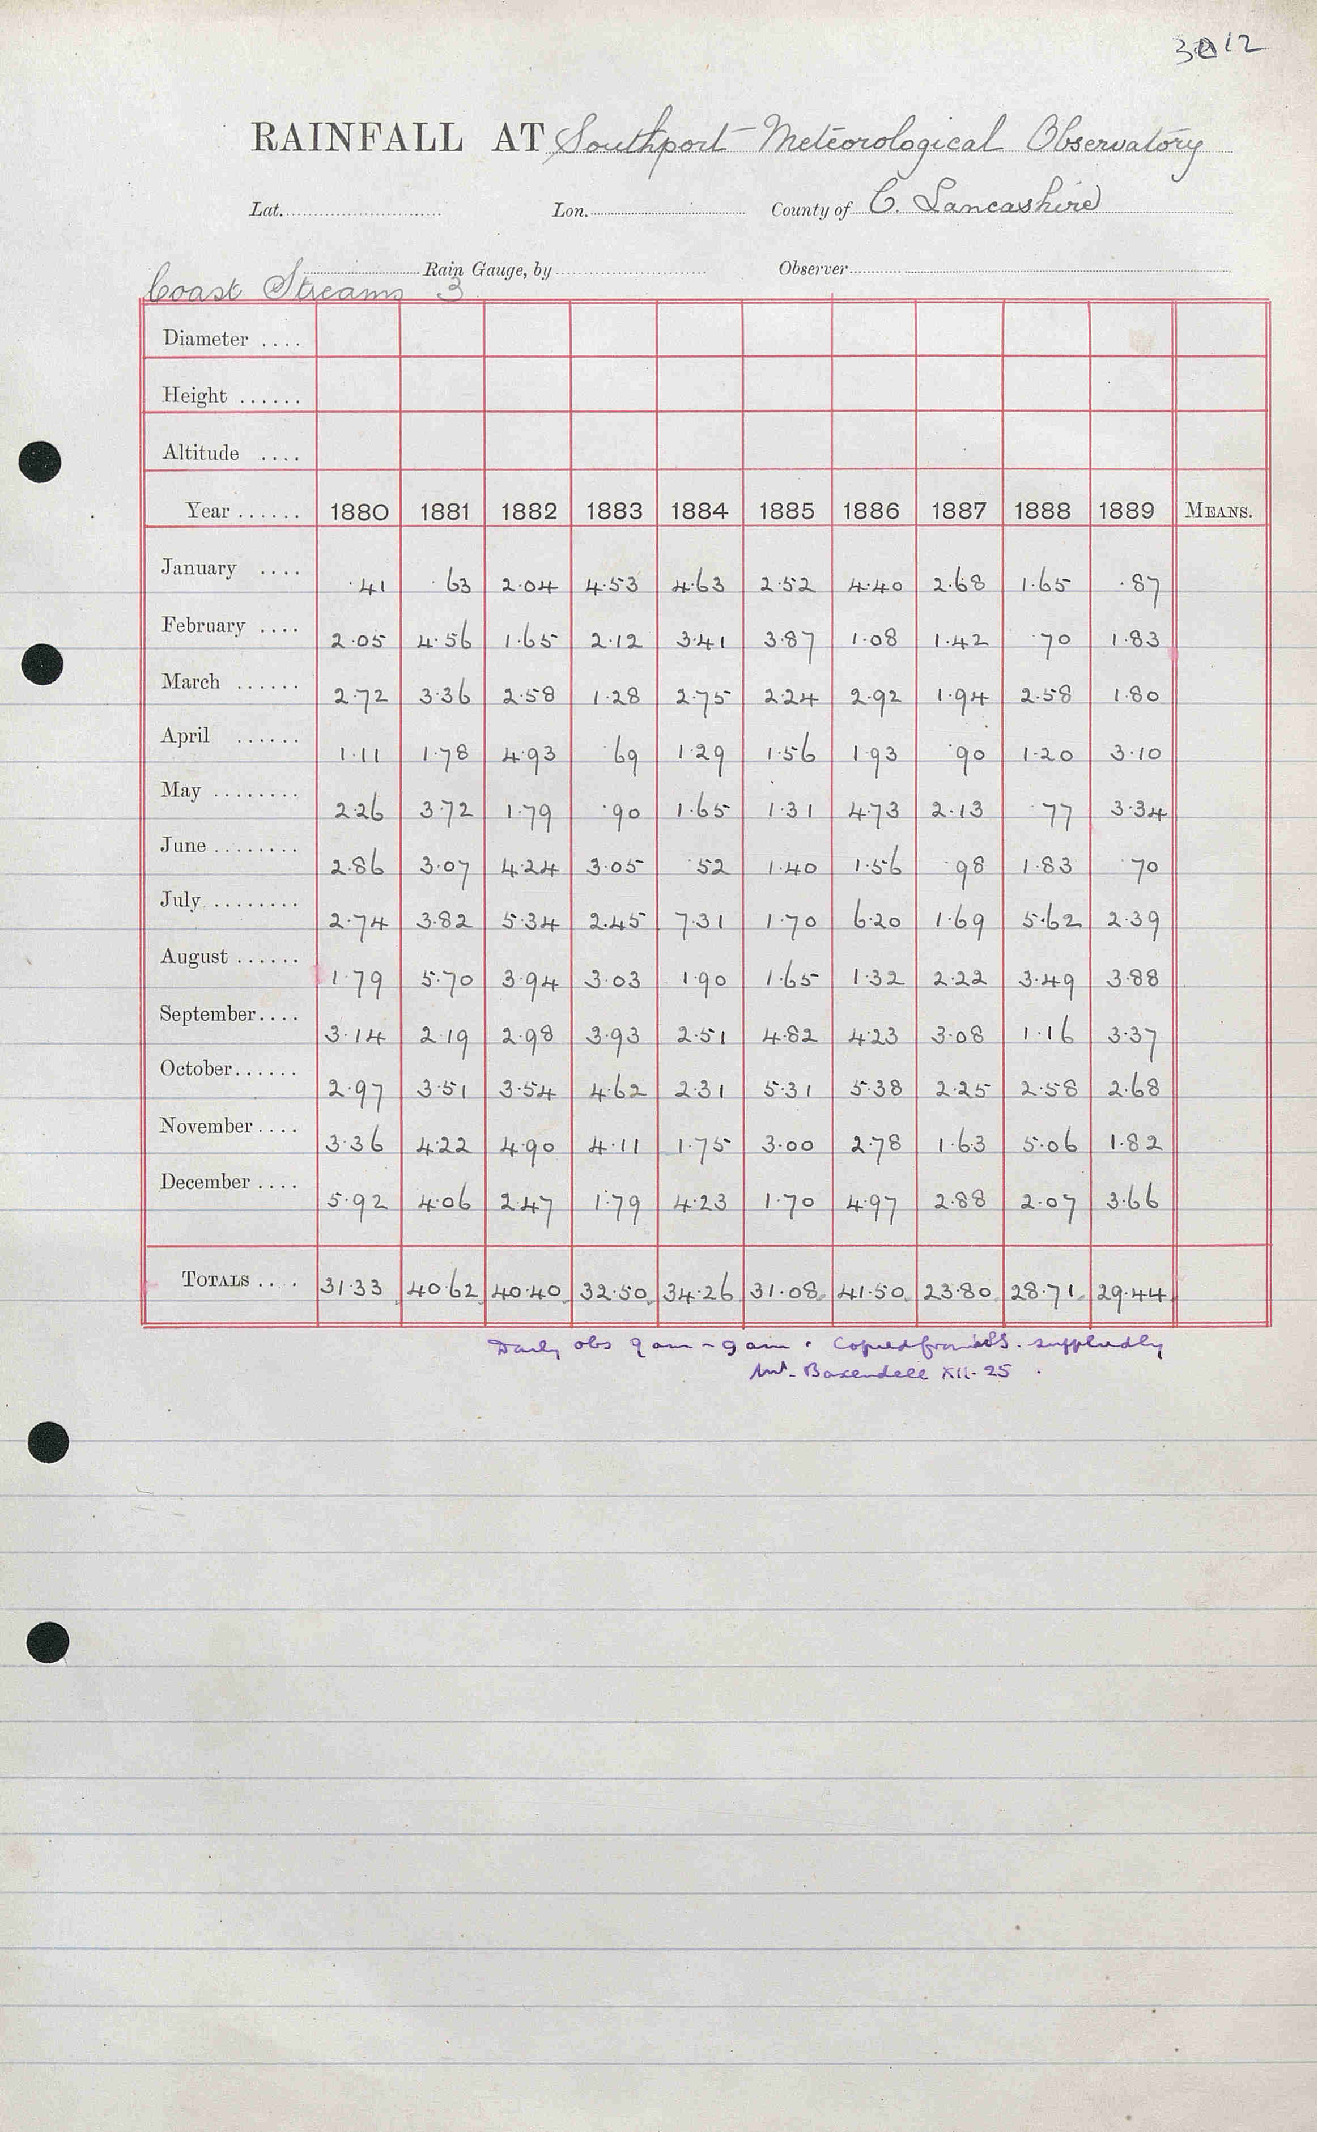 3012
RAINFALL AT Southport Meteorological Observatory
Lat. Lon. County of C. Lancashire
Rain Gauge, by Observer
Coast Streams 3
Diameter ....
Height ......
Altitude ....
Year ...... 1880 1881 1882 1883 1884 1885 1886 1887 1888 1889 MEANS.
January .... ·41 ·63 2·04 4·53 4·63 2·52 4·40 2·68 1·65 ·87
February .... 2·05 4·56 1·65 2·12 3·41 3·87 1·08 1·42 ·70 1·83
March ...... 2·72 3·36 2·58 1·28 2·75 2·24 2·92 1·94 2·58 1·80
April ...... 1·11 1·78 4·93 ·69 1·29 1·56 1·93 ·90 1·20 3·10
May ........ 2·26 3·72 1·79 ·90 1·65 1·31 4·73 2·13 ·77 3·34
June ........ 2·86 3·07 4·24 3·05 ·52 1·40 1·56 ·98 1·83 ·70
July ......... 2·74 3·82 5·34 2·45 7·31 1·70 6·20 1·69 5·62 2·39
August ...... 1·79 5·70 3·94 3·03 1·90 1·65 1·32 2·22 3·49 3·88
September.... 3·14 2·19 2·98 3·93 2·51 4·82 4·23 3·08 1·16 3·37
October...... 2·97 3·51 3·54 4·62 2·31 5·31 5·38 2·25 2·58 2·68
November .... 3·36 4·22 4·90 4·11 1·75 3·00 2·78 1·63 5·06 1·82
December .... 5·92 4·06 2·47 1·79 4·23 1·70 4·97 2·88 2·07 3·66
TOTALS .... 31·33 40·62 40·40 32·50 34·26 31·08 41·50 23·80 28·71 29·44
Daily obs 9am - 9am . Copied from MS. supplied by
Baxendell XII-25